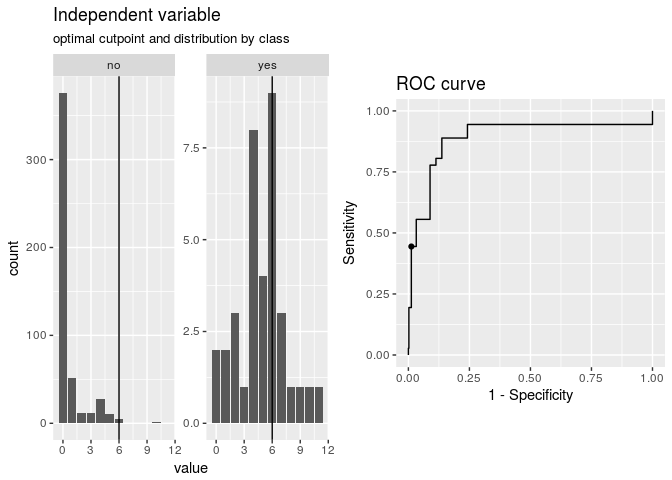 Independent variable
optimal cutpoint and distribution by class
no
yes
count
300
200
100
0
7.5
5.0
2.5
0.0
0 3 6 9 12
0 3 6 9 12
value
ROC curve
Sensitivity
1.00
0.75
0.50
0.25
0.00
0.00 0.25 0.50 0.75 1.00
1 - Specificity